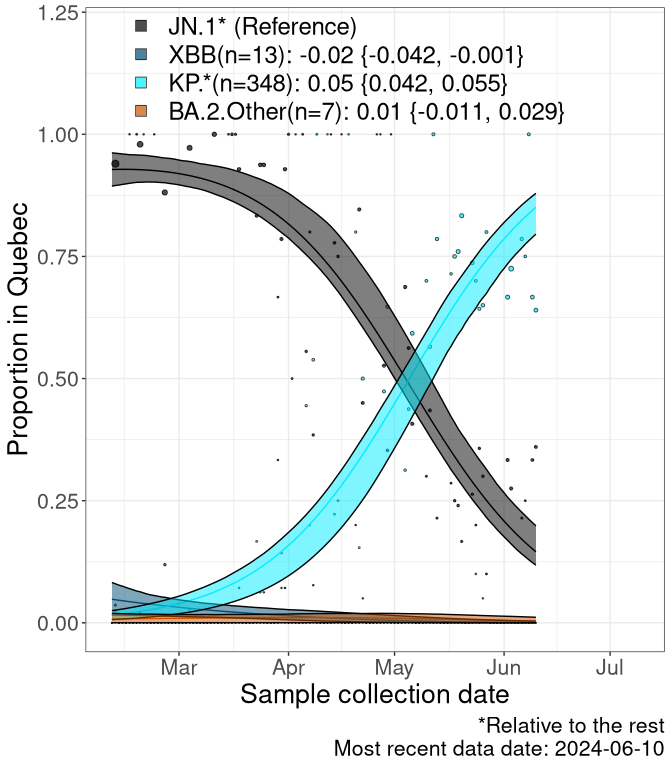 1.25
JN.1* (Reference)
XBB(n=13): -0.02 {-0.042, -0.001}
KP.*(n=348): 0.05 {0.042, 0.055}
BA.2.Other(n=7): 0.01 {-0.011, 0.029}
1.00
0.75
0.50
0.25
0.00
Proportion in Quebec
Mar Apr May Jun Jul
Sample collection date
*Relative to the rest
Most recent data date: 2024-06-10